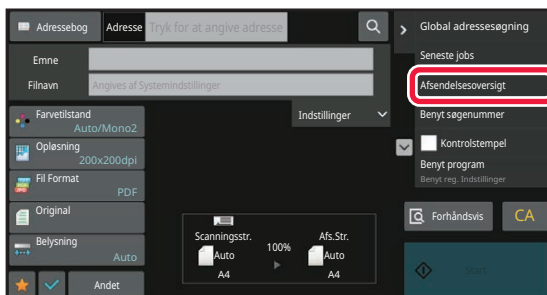 Adressebog
Adresse
Tryk for at angive adresse
Emne
Filnavn
Angives af Systemindstillinger
Farvetilstand
Auto/Mono2
Opløsning
200x200dpi
Fil Format
PDF
Original
Belysning
Auto
Andet
Indstillinger
Scanningsstr.
Auto
A4
100%
Afs.Str.
Auto
A4
Global adressesøgning
Seneste jobs
Afsendelsesoversigt
Benyt søgenummer
Kontrolstempel
Benyt program
Benyt reg. Indstillinger
Forhåndsvis
CA
Start